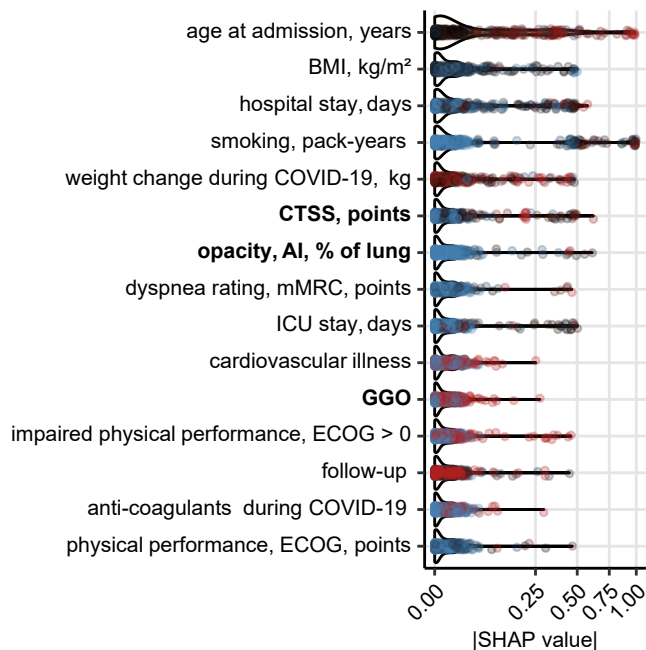 age at admission, years
BMI, kg/m²
hospital stay, days
smoking, pack-years
weight change during COVID-19, kg
CTSS, points
opacity, AI, % of lung
dyspnea rating, mMRC, points
ICU stay, days
cardiovascular illness
GGO
impaired physical performance, ECOG > 0
follow-up
anti-coagulants during COVID-19
physical performance, ECOG, points
0.00 0.25 0.50 0.75 1.00
|SHAP value|